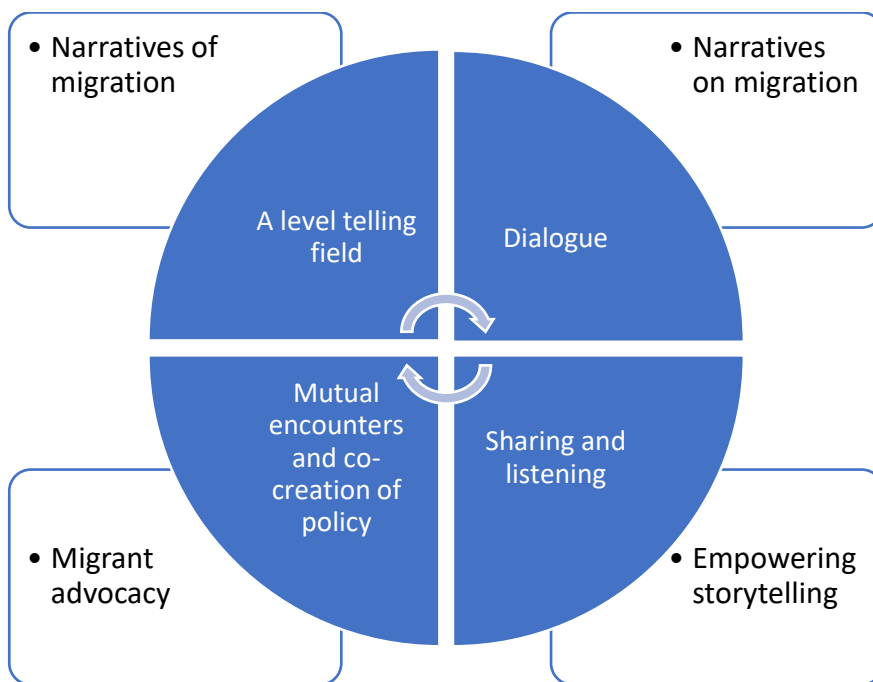 • Narratives of
migration
• Narratives
on migration
A level telling
field
Dialogue
Mutual
encounters
and co-
creation of
policy
Sharing and
listening
• Migrant
advocacy
• Empowering
storytelling